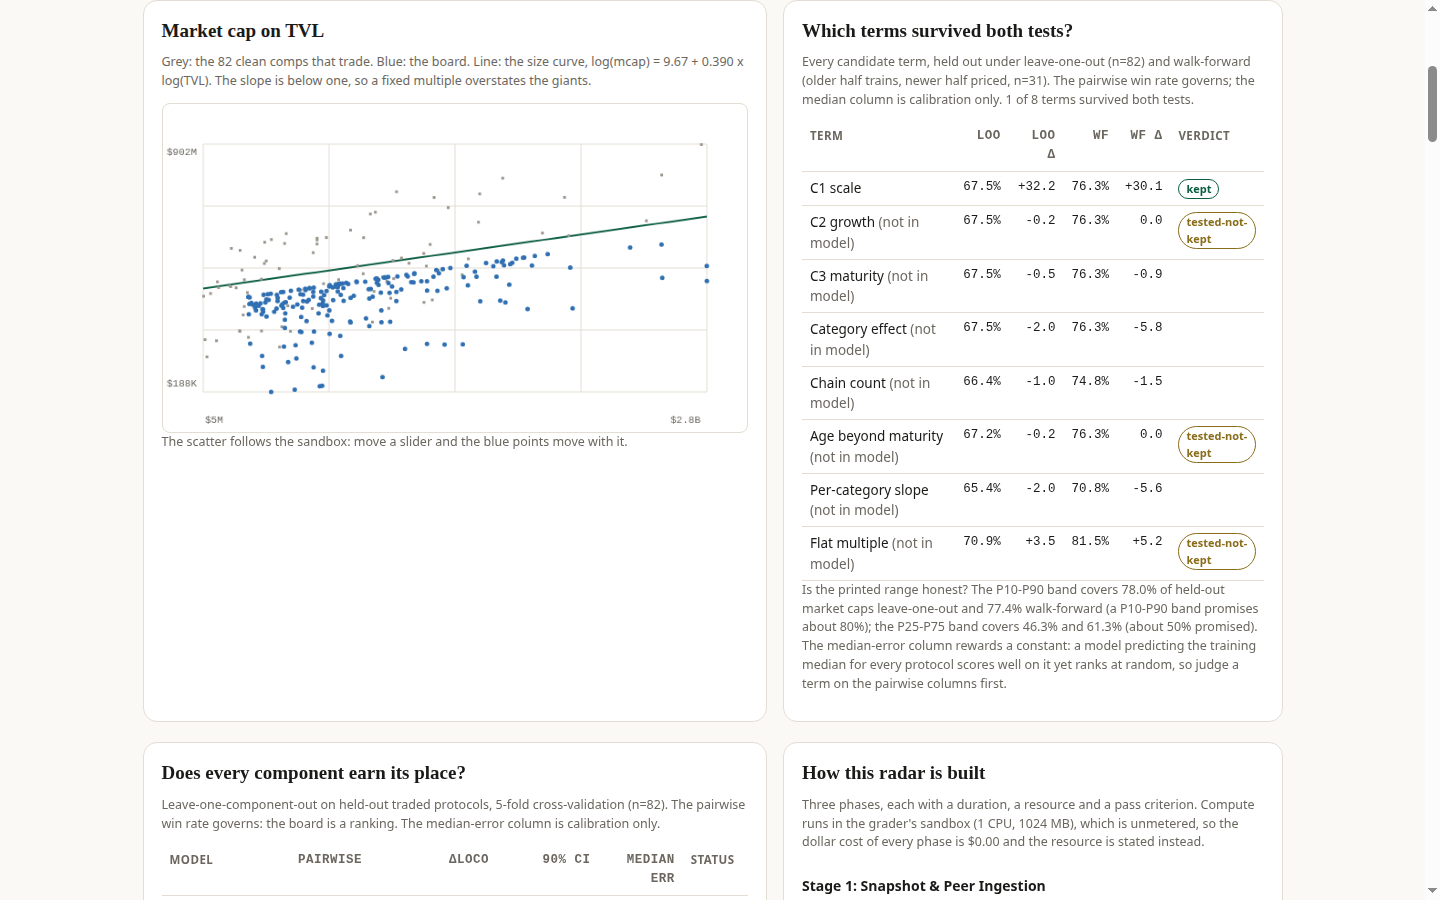 Market cap on TVL
Grey: the 82 clean comps that trade. Blue: the board. Line: the size curve, log(mcap) = 9.67 + 0.390 x
log(TVL). The slope is below one, so a fixed multiple overstates the giants.
$902M
$188K
$5M
$2.8B
The scatter follows the sandbox: move a slider and the blue points move with it.
Which terms survived both tests?
Every candidate term, held out under leave-one-out (n=82) and walk-forward
(older half trains, newer half priced, n=31). The pairwise win rate governs; the
median column is calibration only. 1 of 8 terms survived both tests.
TERM LOO LOO WF WF Δ VERDICT
Δ
C1 scale 67.5% +32.2 76.3% +30.1 kept
C2 growth (not in 67.5% -0.2 76.3% 0.0 tested-not-
model) kept
C3 maturity (not in 67.5% -0.5 76.3% -0.9
model)
Category effect (not 67.5% -2.0 76.3% -5.8
in model)
Chain count (not in 66.4% -1.0 74.8% -1.5
model)
Age beyond maturity 67.2% -0.2 76.3% 0.0 tested-not-
(not in model) kept
Per-category slope 65.4% -2.0 70.8% -5.6
(not in model)
Flat multiple (not in 70.9% +3.5 81.5% +5.2 tested-not-
model) kept
Is the printed range honest? The P10-P90 band covers 78.0% of held-out
market caps leave-one-out and 77.4% walk-forward (a P10-P90 band promises
about 80%); the P25-P75 band covers 46.3% and 61.3% (about 50% promised).
The median-error column rewards a constant: a model predicting the training
median for every protocol scores well on it yet ranks at random, so judge a
term on the pairwise columns first.
Does every component earn its place?
Leave-one-component-out on held-out traded protocols, 5-fold cross-validation (n=82). The pairwise
win rate governs: the board is a ranking. The median-error column is calibration only.
MODEL PAIRWISE ΔLOCO 90% CI MEDIAN STATUS
ERR
How this radar is built
Three phases, each with a duration, a resource and a pass criterion. Compute
runs in the grader's sandbox (1 CPU, 1024 MB), which is unmetered, so the
dollar cost of every phase is $0.00 and the resource is stated instead.
Stage 1: Snapshot & Peer Ingestion